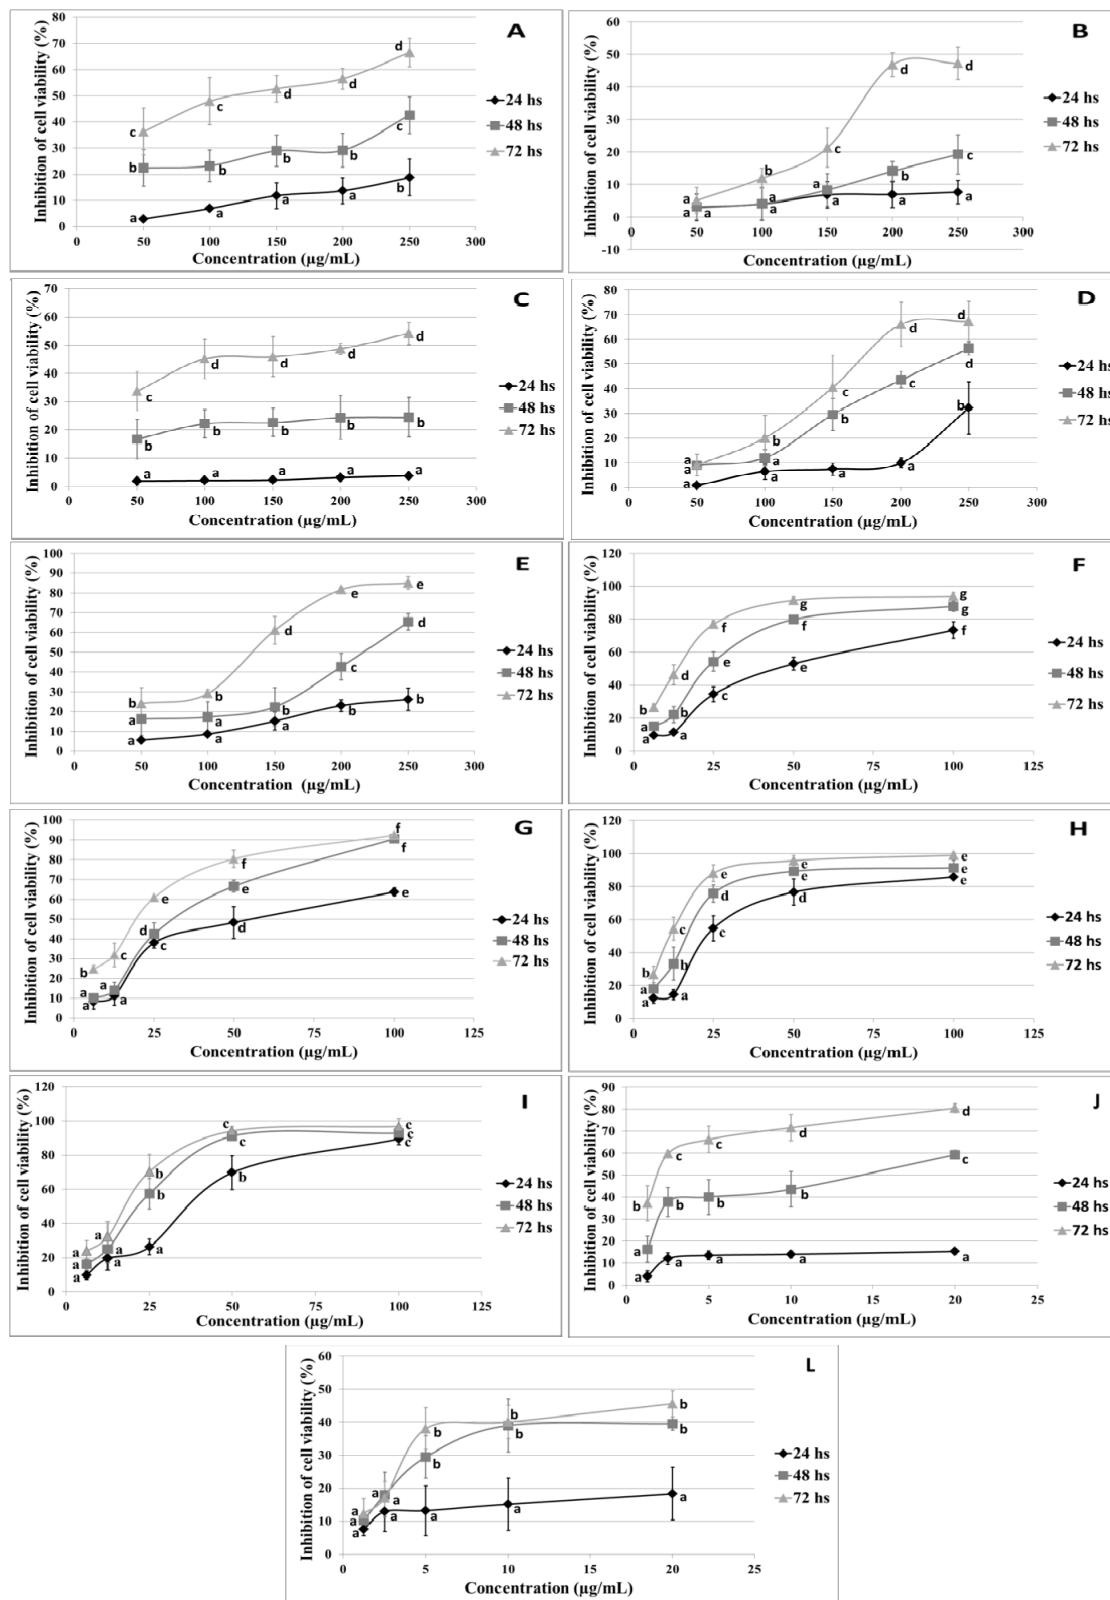 A
Inhibition of cell viability (%)
80
70
60
50
40
30
20
10
0
0 50 100 150 200 250 300
Concentration (µg/mL)
c c d d d
b b b b c
a a a a b
24 hs
48 hs
72 hs
B
Inhibition of cell viability (%)
60
50
40
30
20
10
0
-10
0 50 100 150 200 250 300
Concentration (µg/mL)
a b c d d
a a a b c
a a a a a
24 hs
48 hs
72 hs
C
Inhibition of cell viability (%)
70
60
50
40
30
20
10
0
0 50 100 150 200 250 300
Concentration (µg/mL)
c d d d d
b b b b b
a a a a a
24 hs
48 hs
72 hs
D
Inhibition of cell viability (%)
80
70
60
50
40
30
20
10
0
0 50 100 150 200 250 300
Concentration (µg/mL)
a b c d d
a a b c d
a a a a b
24 hs
48 hs
72 hs
E
Inhibition of cell viability (%)
100
90
80
70
60
50
40
30
20
10
0
0 50 100 150 200 250 300
Concentration (µg/mL)
b b d e e
a a b c d
a a a b b
24 hs
48 hs
72 hs
F
Inhibition of cell viability (%)
120
100
80
60
40
20
0
0 25 50 75 100 125
Concentration (µg/mL)
b d f g g
a b e f g
a a c e f
24 hs
48 hs
72 hs
G
Inhibition of cell viability (%)
100
90
80
70
60
50
40
30
20
10
0
0 25 50 75 100 125
Concentration (µg/mL)
b c e f f
a a d e f
a a c d e
24 hs
48 hs
72 hs
H
Inhibition of cell viability (%)
120
100
80
60
40
20
0
0 25 50 75 100 125
Concentration (µg/mL)
b c e e e
a b d e e
a a c d e
24 hs
48 hs
72 hs
I
Inhibition of cell viability (%)
120
100
80
60
40
20
0
0 25 50 75 100 125
Concentration (µg/mL)
a a b c c
a a b c c
a a a b c
24 hs
48 hs
72 hs
J
Inhibition of cell viability (%)
90
80
70
60
50
40
30
20
10
0
0 5 10 15 20 25
Concentration (µg/mL)
b c c d d
a b b b c
a a a a a
24 hs
48 hs
72 hs
L
Inhibition of cell viability (%)
60
50
40
30
20
10
0
0 5 10 15 20 25
Concentration (µg/mL)
a a b b b
a a b b b
a a a a a
24 hs
48 hs
72 hs